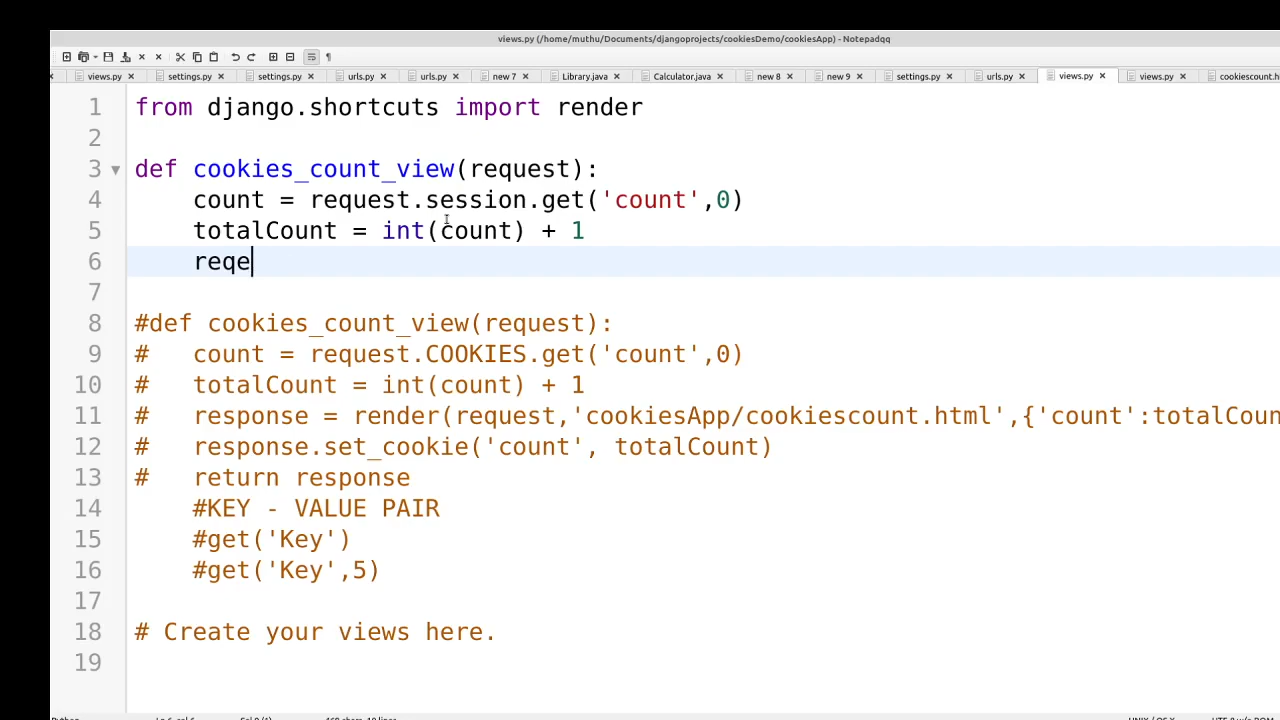 views.py (/home/muthu/Documents/djangoprojects/cookiesDemo/cookiesApp) - Notepadqq
views.py settings.py settings.py urls.py urls.py new 7 Library.java Calculator.java new 8 new 9 settings.py urls.py views.py views.py cookiescount.h
1 from django.shortcuts import render
2
3 def cookies_count_view(request):
4 count = request.session.get('count',0)
5 totalCount = int(count) + 1
6 reqe
7
8 #def cookies_count_view(request):
9 # count = request.COOKIES.get('count',0)
10 # totalCount = int(count) + 1
11 # response = render(request,'cookiesApp/cookiescount.html',{'count':totalCoun
12 # response.set_cookie('count', totalCount)
13 # return response
14 #KEY - VALUE PAIR
15 #get('Key')
16 #get('Key',5)
17
18 # Create your views here.
19